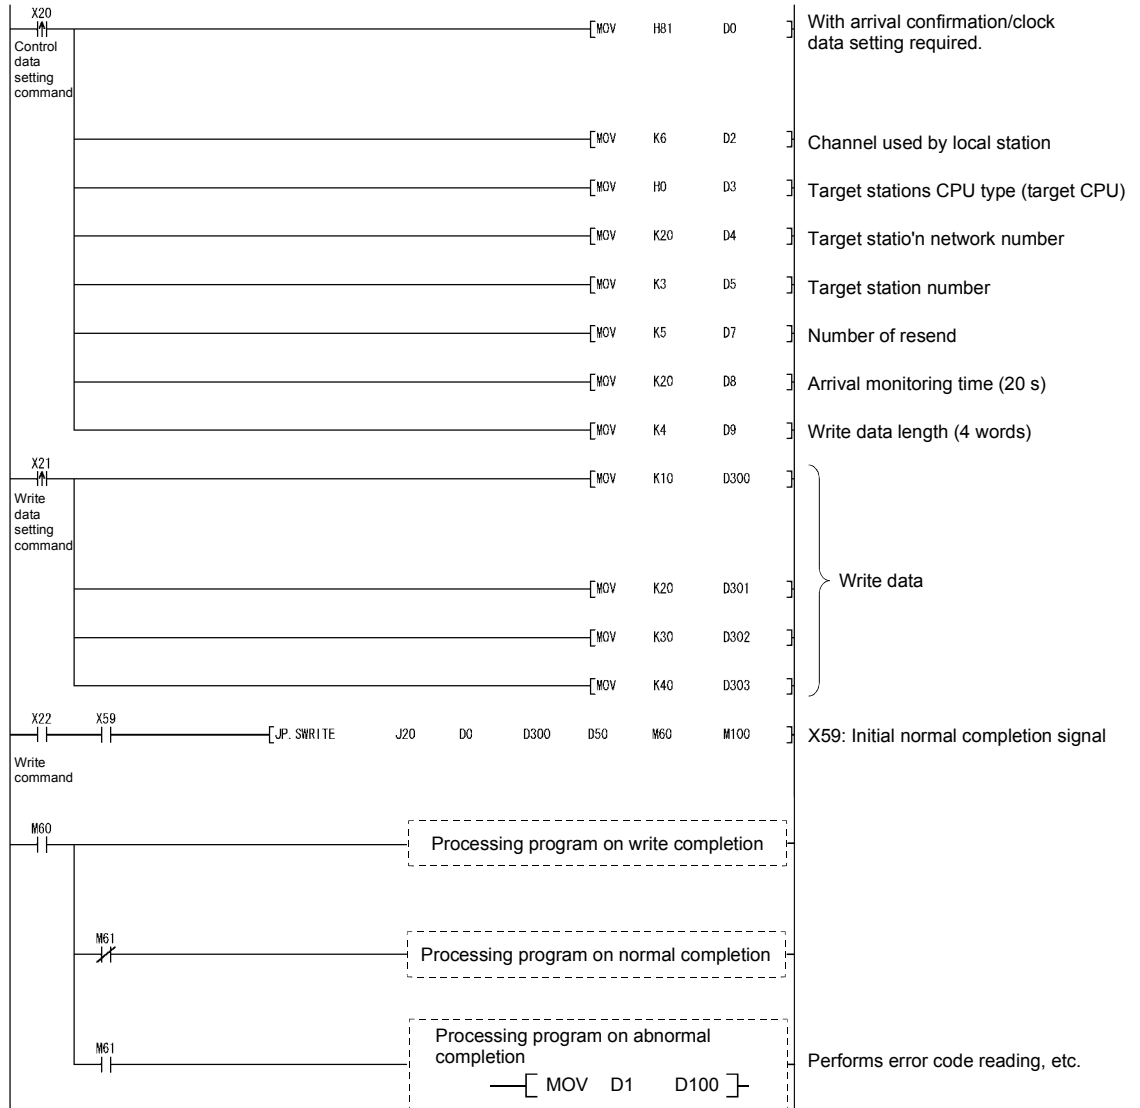 X20
[MOV H81 D0 ]
With arrival confirmation/clock
data setting required.
Control
data
setting
command
[MOV K6 D2 ]
Channel used by local station
[MOV H0 D3 ]
Target stations CPU type (target CPU)
[MOV K20 D4 ]
Target statio'n network number
[MOV K3 D5 ]
Target station number
[MOV K5 D7 ]
Number of resend
[MOV K20 D8 ]
Arrival monitoring time (20 s)
[MOV K4 D9 ]
Write data length (4 words)
X21
[MOV K10 D300 ]
Write
data
setting
command
[MOV K20 D301 ]
Write data
[MOV K30 D302 ]
[MOV K40 D303 ]
X22 X59
[JP.SWRITE J20 D0 D300 D50 M60 M100 ]
X59: Initial normal completion signal
Write
command
M60
Processing program on write completion
M61
Processing program on normal completion
M61
Processing program on abnormal
completion
[ MOV D1 D100 ]
Performs error code reading, etc.